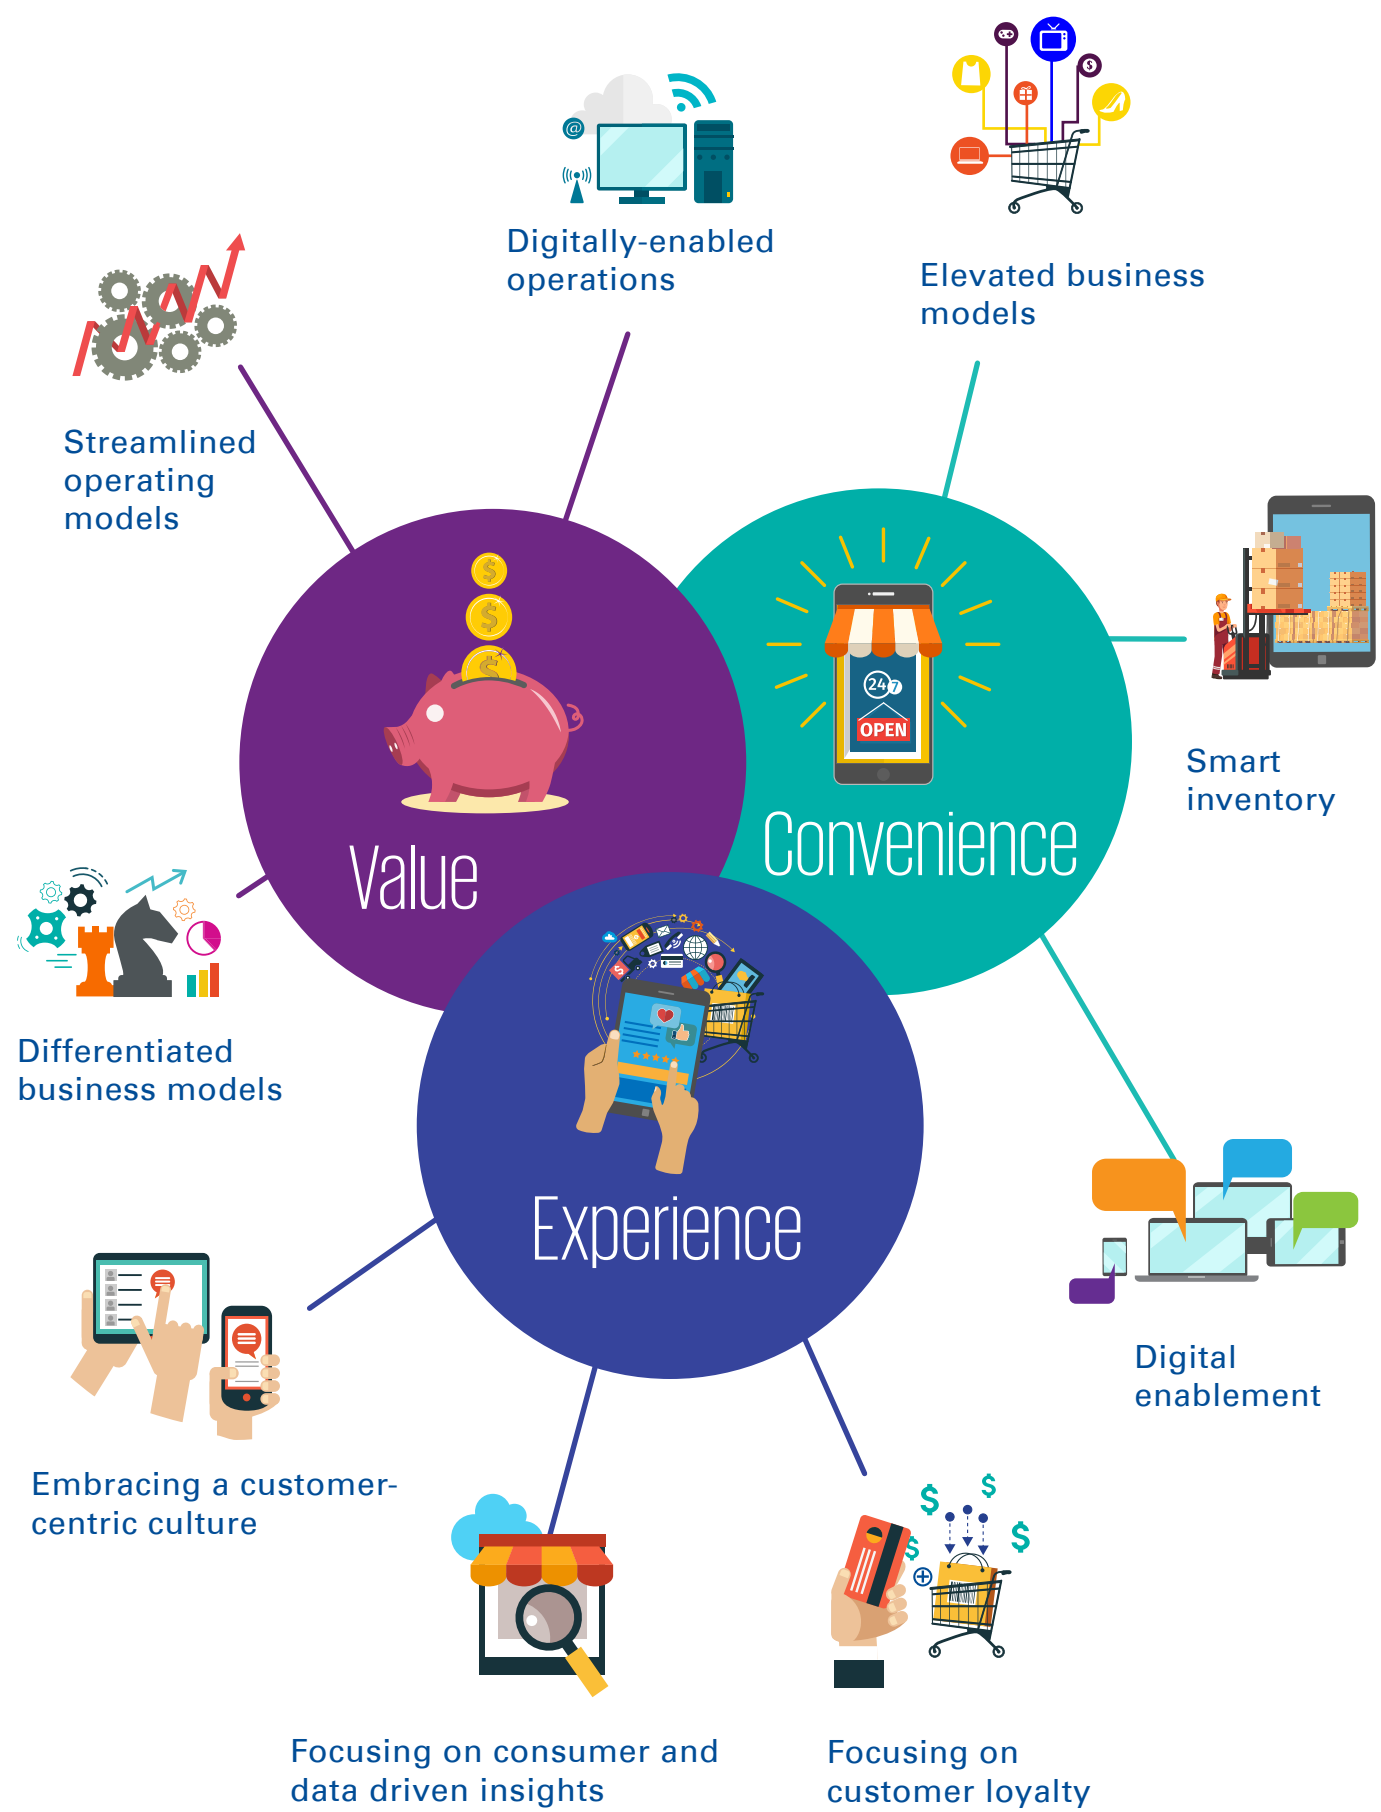 Digitally-enabled
operations
Elevated business
models
Streamlined
operating
models
24
7
OPEN
Smart
inventory
Value
Convenience
Differentiated
business models
Experience
Digital
enablement
Embracing a customer-
centric culture
Focusing on consumer and
data driven insights
Focusing on
customer loyalty